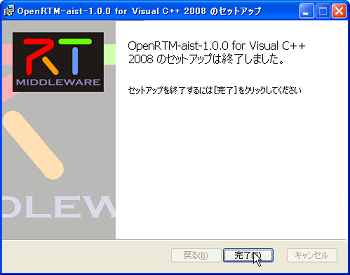 OpenRTM-aist-1.0.0 for Visual C++ 2008 のセットアップ
RT
MIDDLEWARE
OpenRTM-aist-1.0.0 for Visual C++
2008 のセットアップは終了しました。
セットアップを終了するには[完了]をクリックしてください
MIDDLEWARE
戻る(B) 完了(F) キャンセル